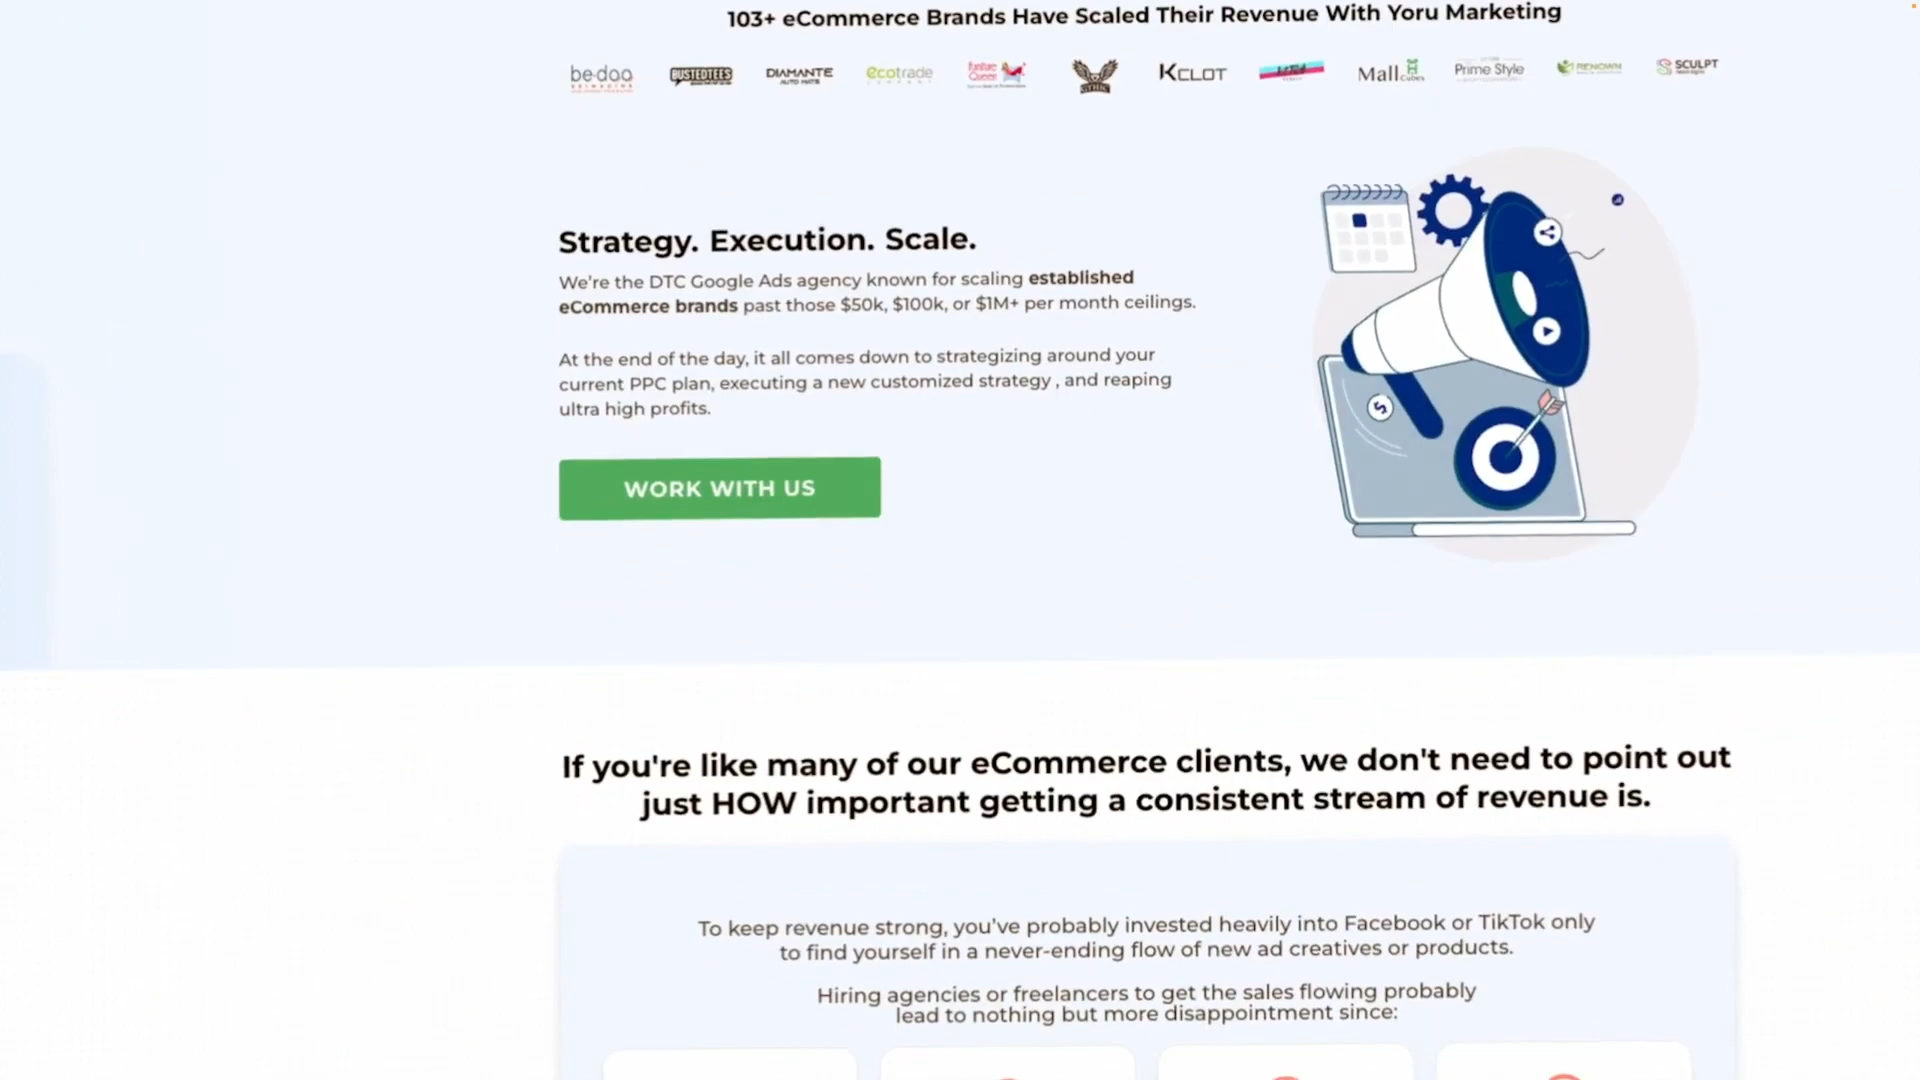 103+ eCommerce Brands Have Scaled Their Revenue With Yoru Marketing
be·daa
BUSTEDTEES
DIAMANTE
AUTO MATS
ecotrade
Queen
KCLOT
Mall Cubes
Prime Style
RENOWN
SCULPT
Strategy. Execution. Scale.
We're the DTC Google Ads agency known for scaling established
eCommerce brands past those $50k, $100k, or $1M+ per month ceilings.
At the end of the day, it all comes down to strategizing around your
current PPC plan, executing a new customized strategy , and reaping
ultra high profits.
WORK WITH US
If you're like many of our eCommerce clients, we don't need to point out
just HOW important getting a consistent stream of revenue is.
To keep revenue strong, you've probably invested heavily into Facebook or TikTok only
to find yourself in a never-ending flow of new ad creatives or products.
Hiring agencies or freelancers to get the sales flowing probably
lead to nothing but more disappointment since: